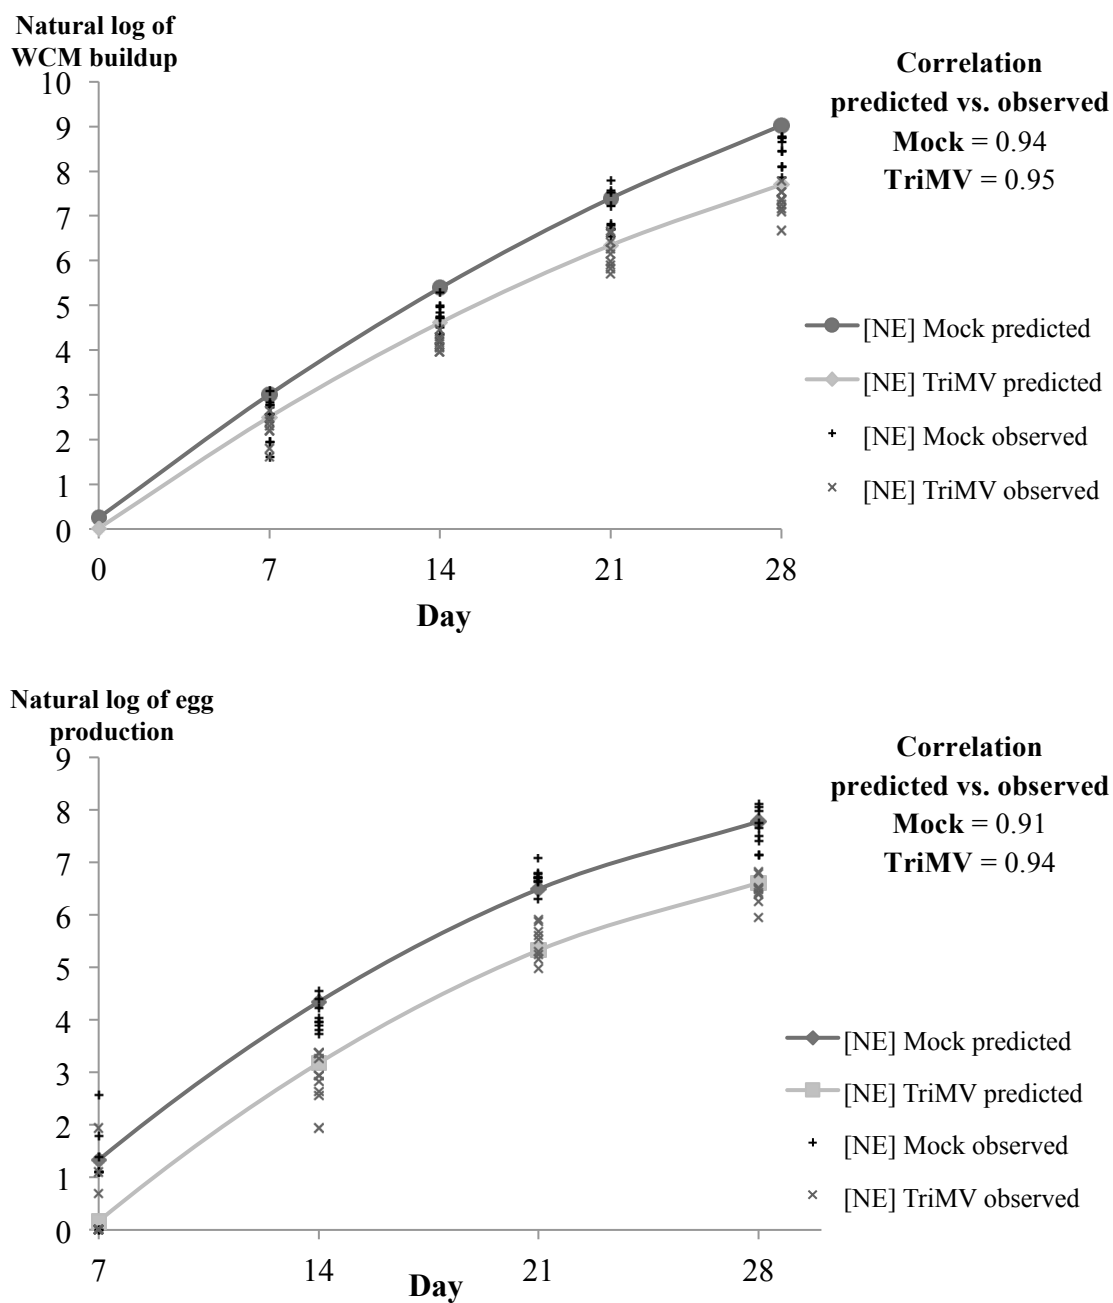 Natural log of
WCM buildup
10
9
8
7
6
5
4
3
2
1
0
0 7 14 21 28
Day
Correlation
predicted vs. observed
Mock = 0.94
TriMV = 0.95
[NE] Mock predicted
[NE] TriMV predicted
[NE] Mock observed
[NE] TriMV observed
Natural log of egg
production
9
8
7
6
5
4
3
2
1
0
7 14 21 28
Day
Correlation
predicted vs. observed
Mock = 0.91
TriMV = 0.94
[NE] Mock predicted
[NE] TriMV predicted
[NE] Mock observed
[NE] TriMV observed